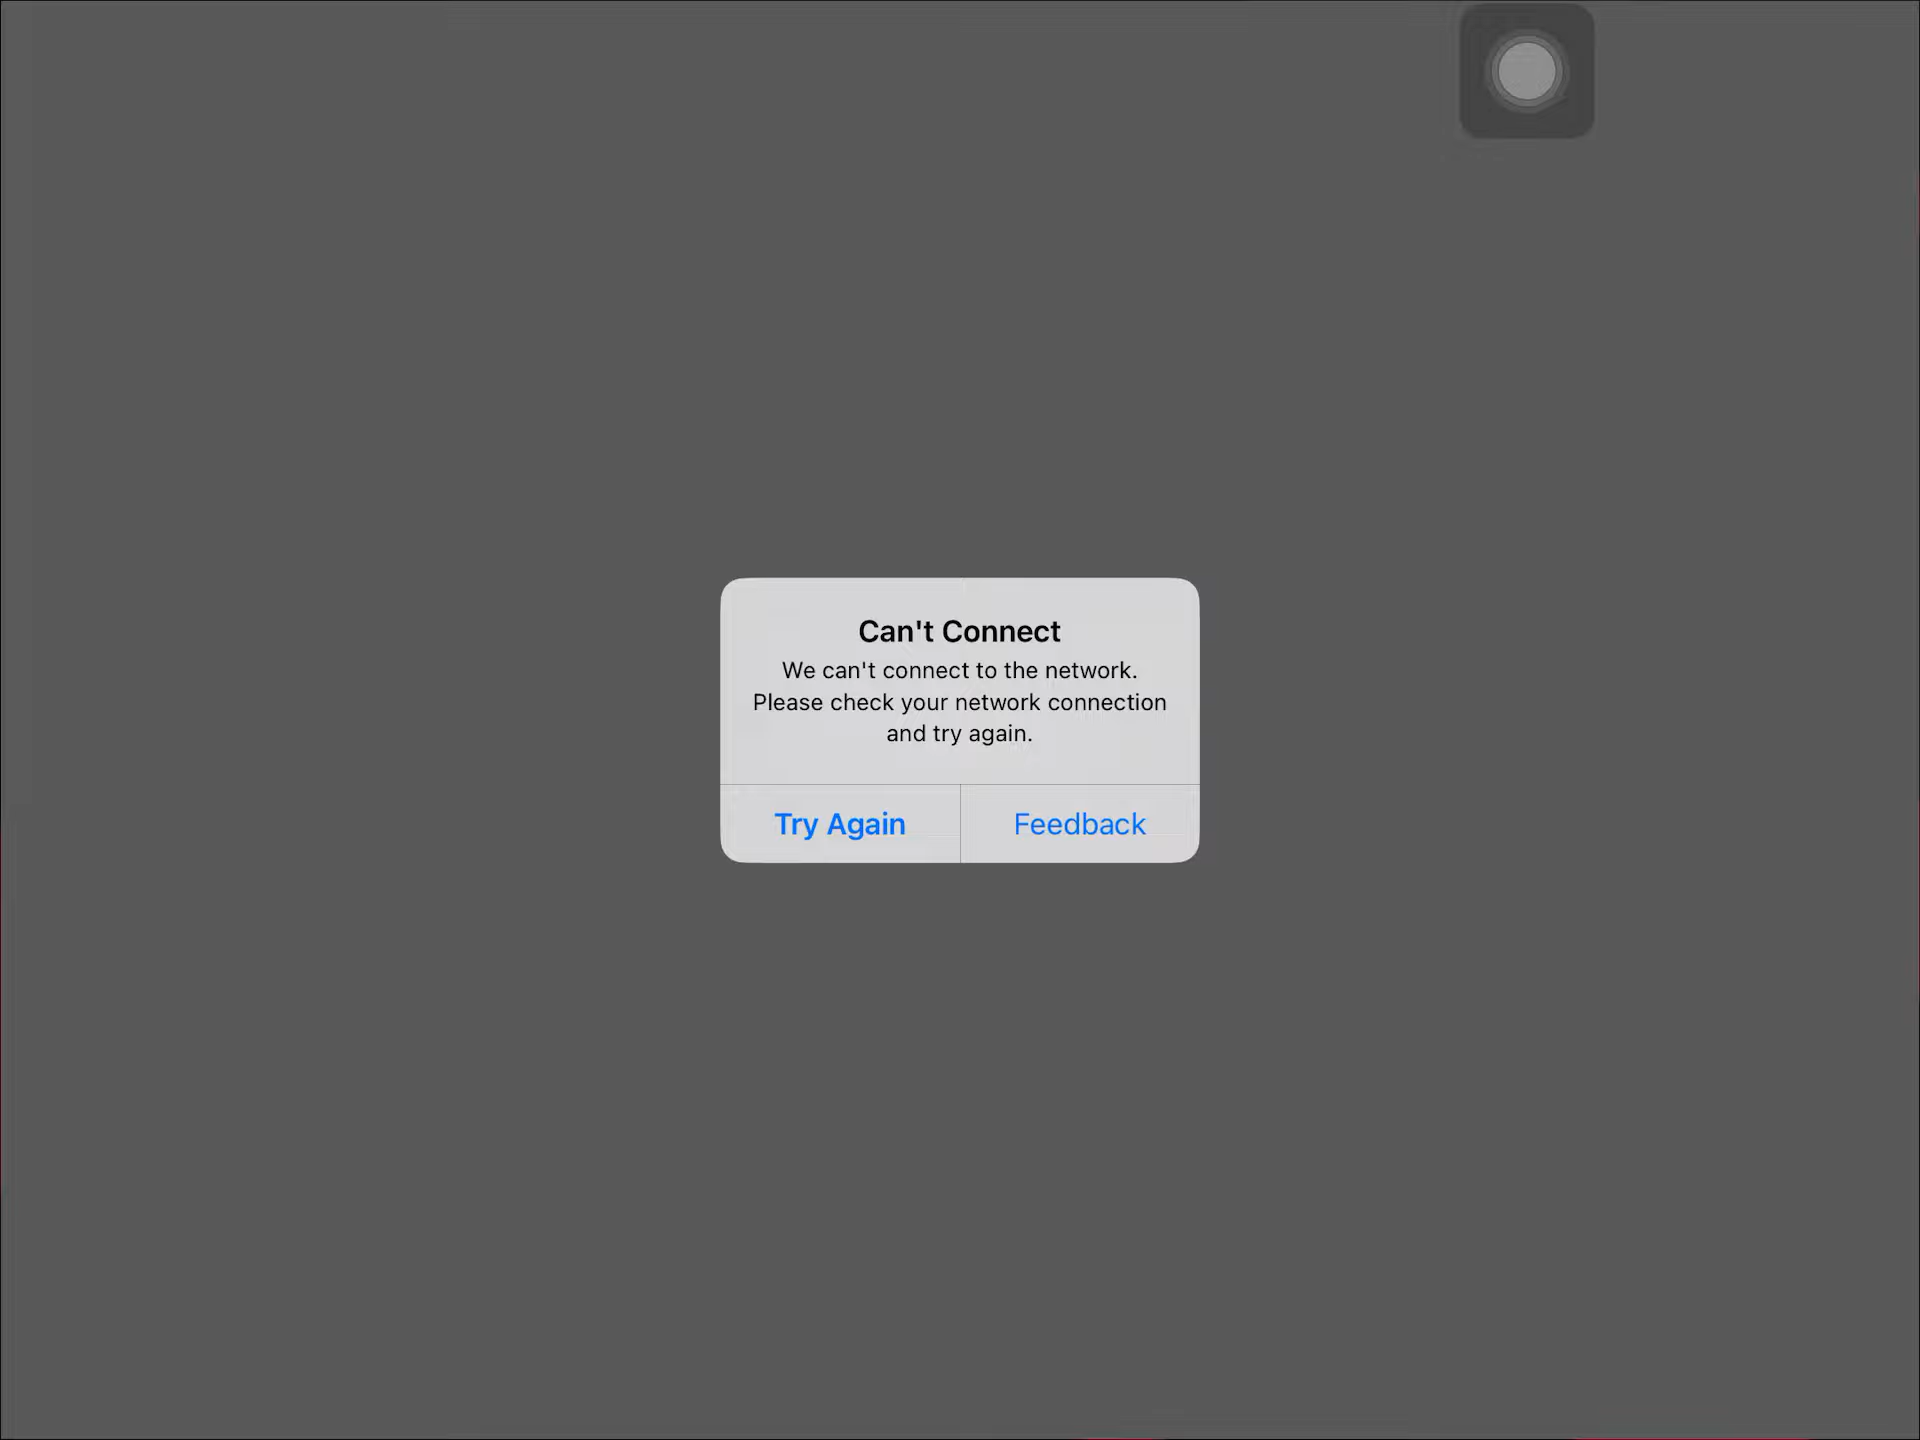 Can't Connect
We can't connect to the network.
Please check your network connection
and try again.
Try Again
Feedback